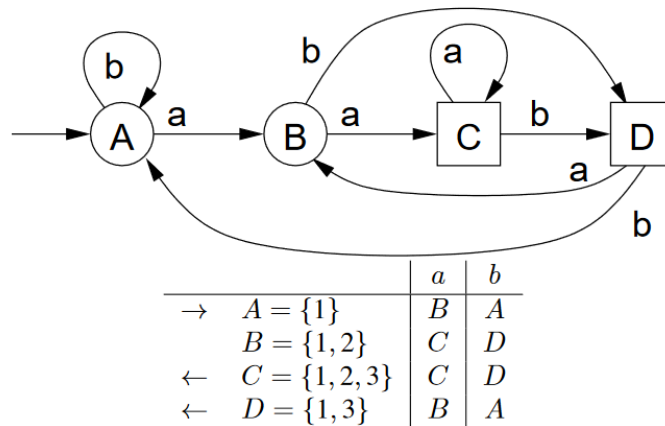 b b a
A a B a C b D
a
b
a b
→ A = {1} B A
B = {1, 2} C D
← C = {1, 2, 3} C D
← D = {1, 3} B A